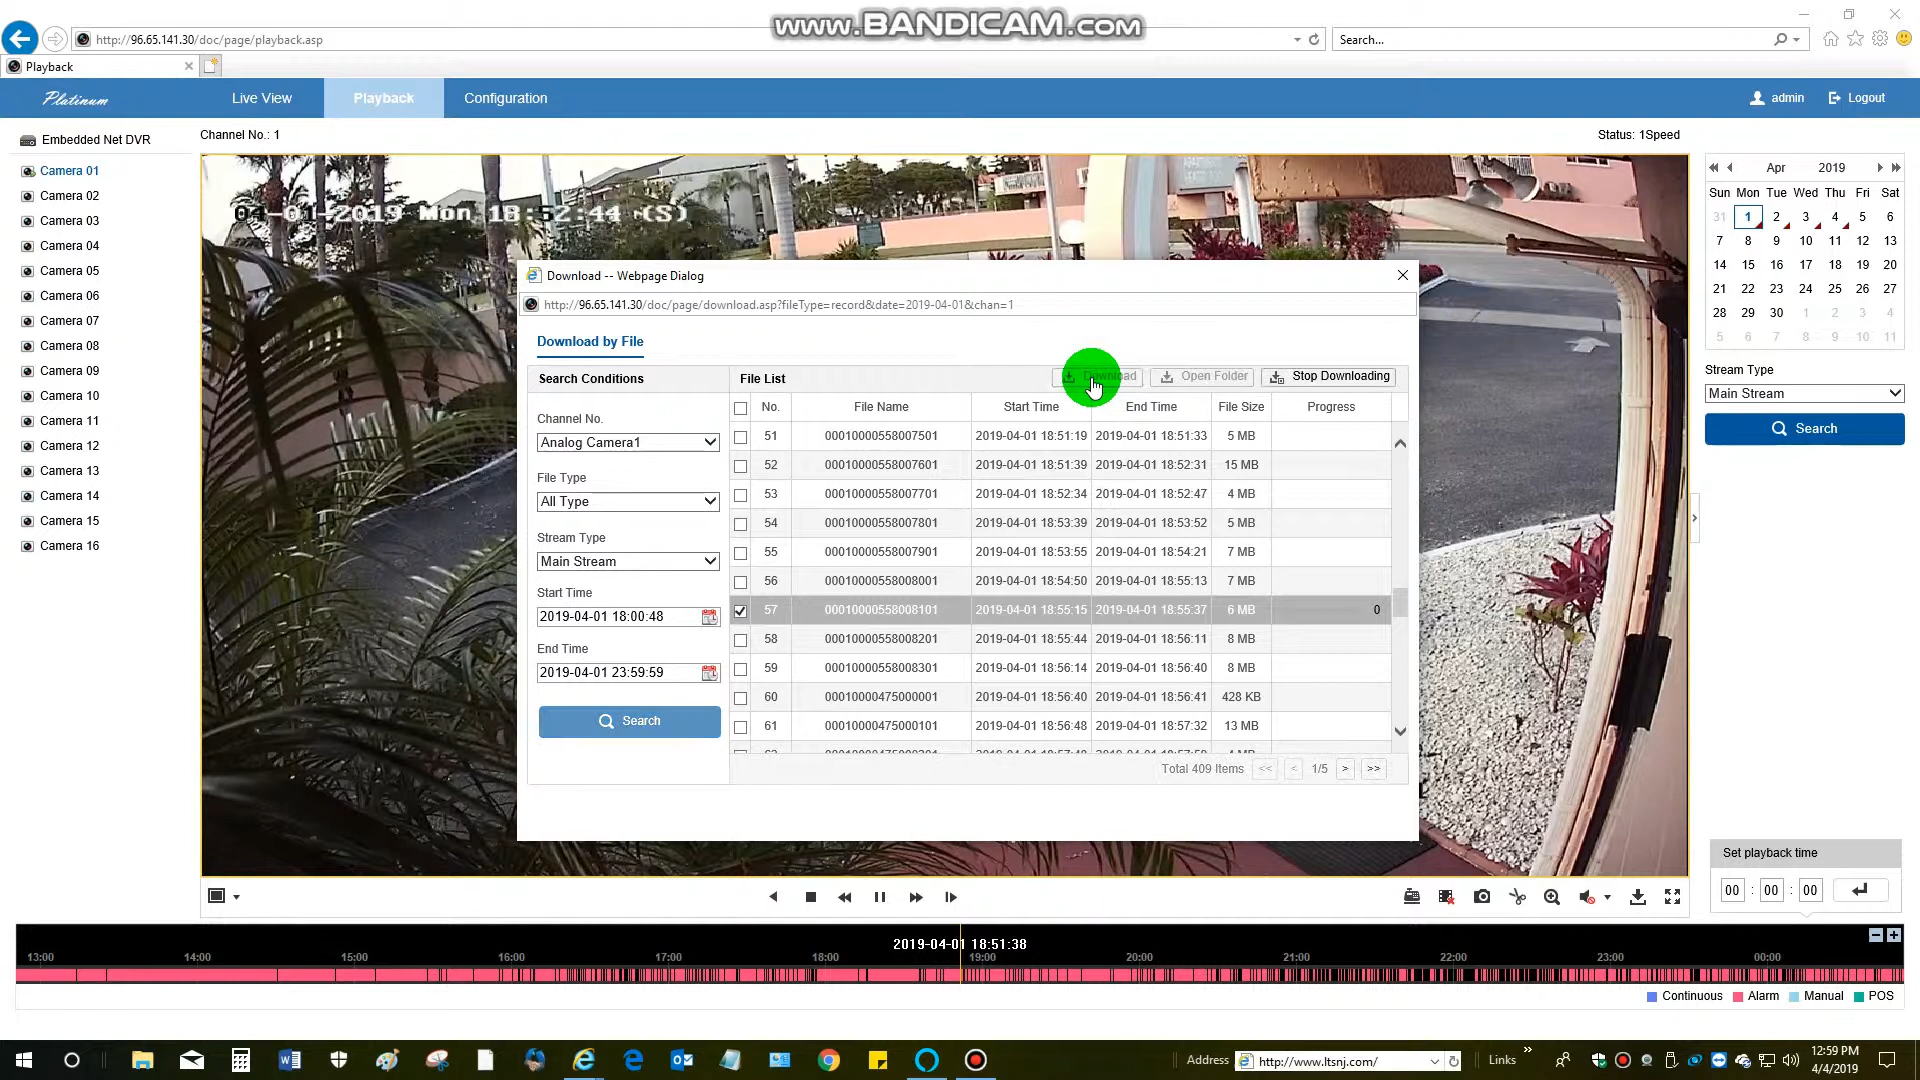 www.BANDICAM.com
http://96.65.141.30/doc/page/playback.asp
Search...
Playback
Platinum
Live View
Playback
Configuration
admin
Logout
Embedded Net DVR
Channel No.: 1
Status: 1Speed
Camera 01
Camera 02
Camera 03
Camera 04
Camera 05
Camera 06
Camera 07
Camera 08
Camera 09
Camera 10
Camera 11
Camera 12
Camera 13
Camera 14
Camera 15
Camera 16
04-01-2019 Mon 18:52:44 (S)
Download -- Webpage Dialog
http://96.65.141.30/doc/page/download.asp?fileType=record&date=2019-04-01&chan=1
Download by File
Search Conditions
Channel No.
Analog Camera1
File Type
All Type
Stream Type
Main Stream
Start Time
2019-04-01 18:00:48
End Time
2019-04-01 23:59:59
Search
File List
Download
Open Folder
Stop Downloading
No. File Name Start Time End Time File Size Progress
51 00010000558007501 2019-04-01 18:51:19 2019-04-01 18:51:33 5 MB
52 00010000558007601 2019-04-01 18:51:39 2019-04-01 18:52:31 15 MB
53 00010000558007701 2019-04-01 18:52:34 2019-04-01 18:52:47 4 MB
54 00010000558007801 2019-04-01 18:53:39 2019-04-01 18:53:52 5 MB
55 00010000558007901 2019-04-01 18:53:55 2019-04-01 18:54:21 7 MB
56 00010000558008001 2019-04-01 18:54:50 2019-04-01 18:55:13 7 MB
57 00010000558008101 2019-04-01 18:55:15 2019-04-01 18:55:37 6 MB 0
58 00010000558008201 2019-04-01 18:55:44 2019-04-01 18:56:11 8 MB
59 00010000558008301 2019-04-01 18:56:14 2019-04-01 18:56:40 8 MB
60 00010000475000001 2019-04-01 18:56:40 2019-04-01 18:56:41 428 KB
61 00010000475000101 2019-04-01 18:56:48 2019-04-01 18:57:32 13 MB
Total 409 Items << < 1/5 > >>
Apr 2019
Sun Mon Tue Wed Thu Fri Sat
31 1 2 3 4 5 6
7 8 9 10 11 12 13
14 15 16 17 18 19 20
21 22 23 24 25 26 27
28 29 30 1 2 3 4
5 6 7 8 9 10 11
Stream Type
Main Stream
Search
Set playback time
00 : 00 : 00
2019-04-01 18:51:38
13:00 14:00 15:00 16:00 17:00 18:00 19:00 20:00 21:00 22:00 23:00 00:00
Continuous Alarm Manual POS
Address
http://www.ltsnj.com/
Links
12:59 PM
4/4/2019